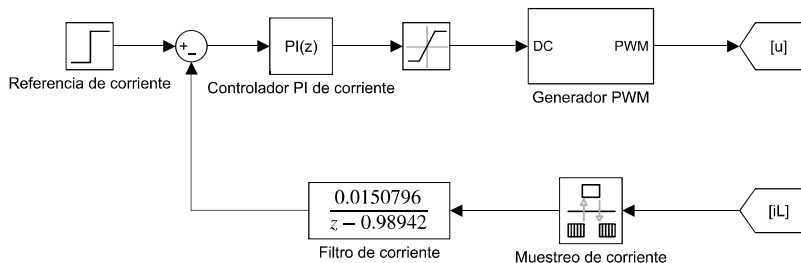 +
−
PI(z)
DC
PWM
[u]
Referencia de corriente
Controlador PI de corriente
Generador PWM
0.0150796
z − 0.98942
[iL]
Filtro de corriente
Muestreo de corriente